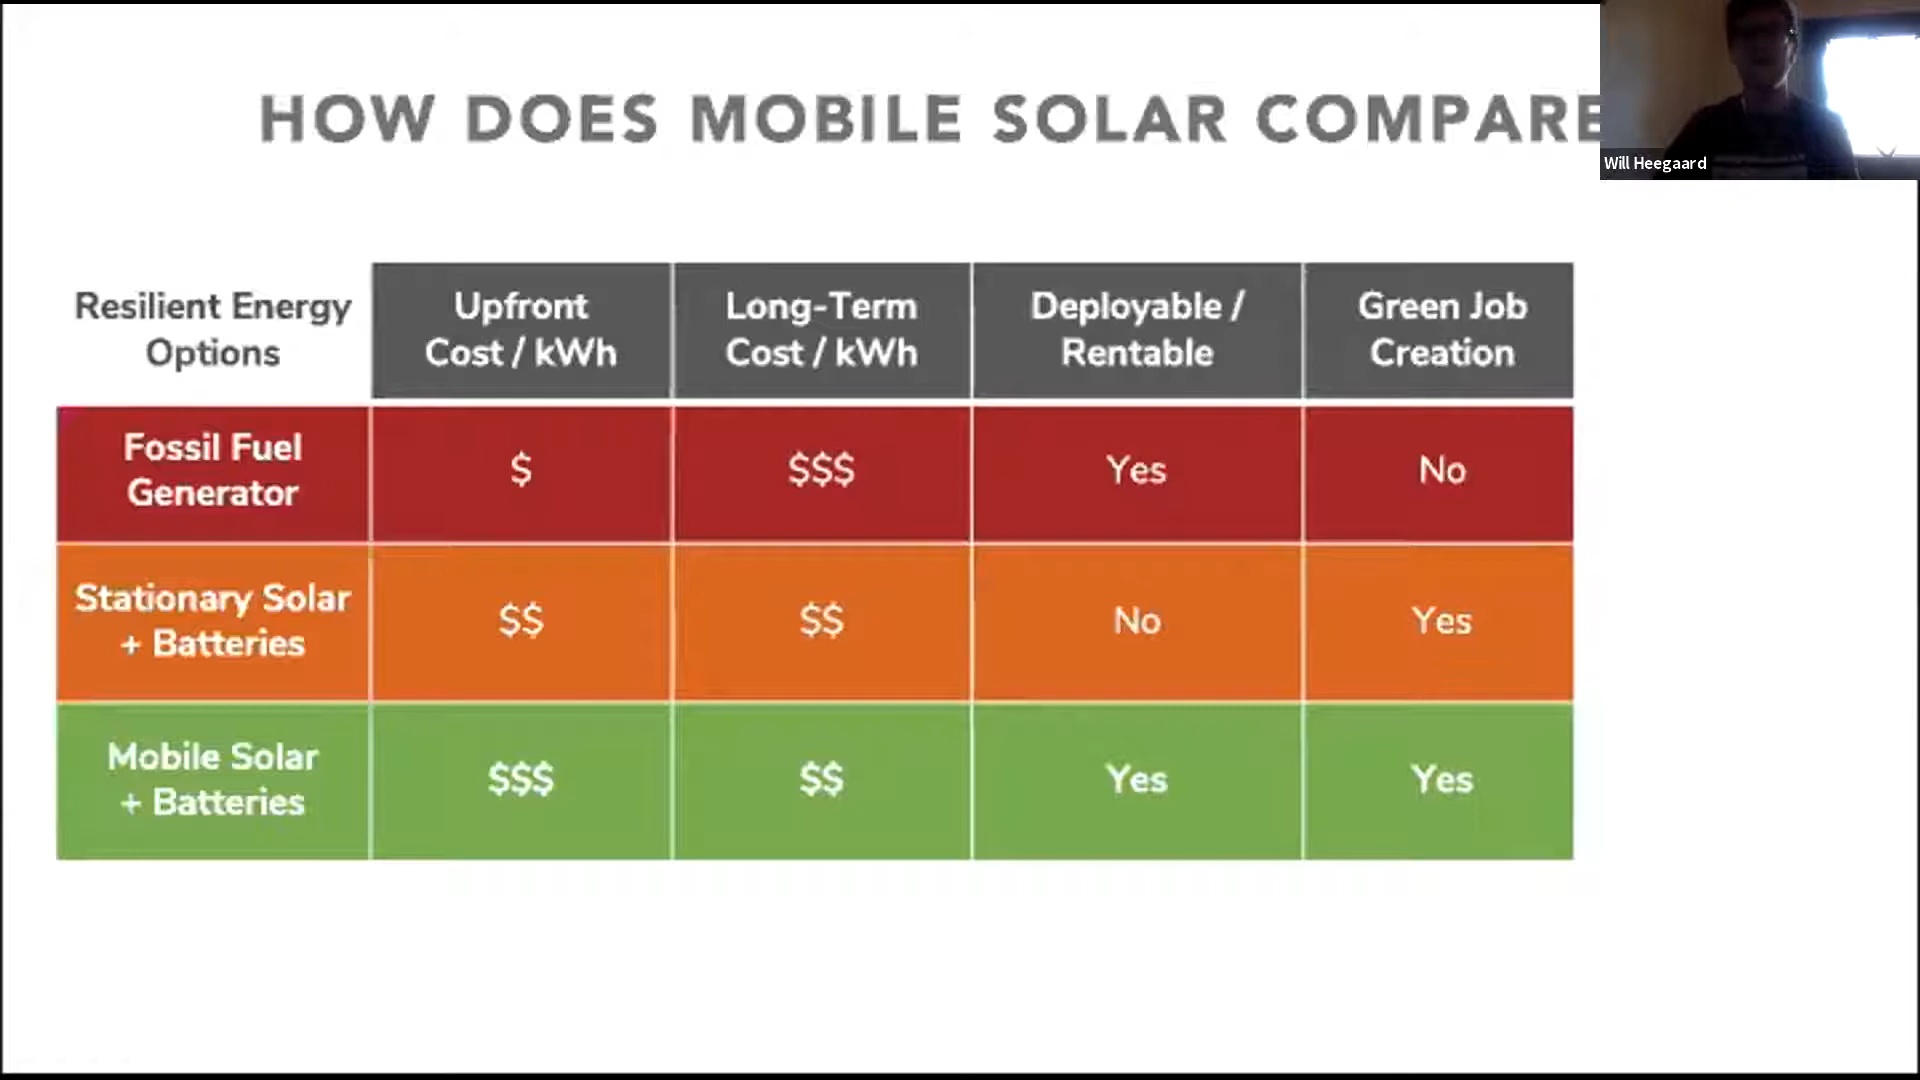 HOW DOES MOBILE SOLAR COMPARE
Will Heegaard
Resilient Energy
Options
Upfront
Cost / kWh
Long-Term
Cost / kWh
Deployable /
Rentable
Green Job
Creation
Fossil Fuel
Generator
$
$$$
Yes
No
Stationary Solar
+ Batteries
$$
$$
No
Yes
Mobile Solar
+ Batteries
$$$
$$
Yes
Yes